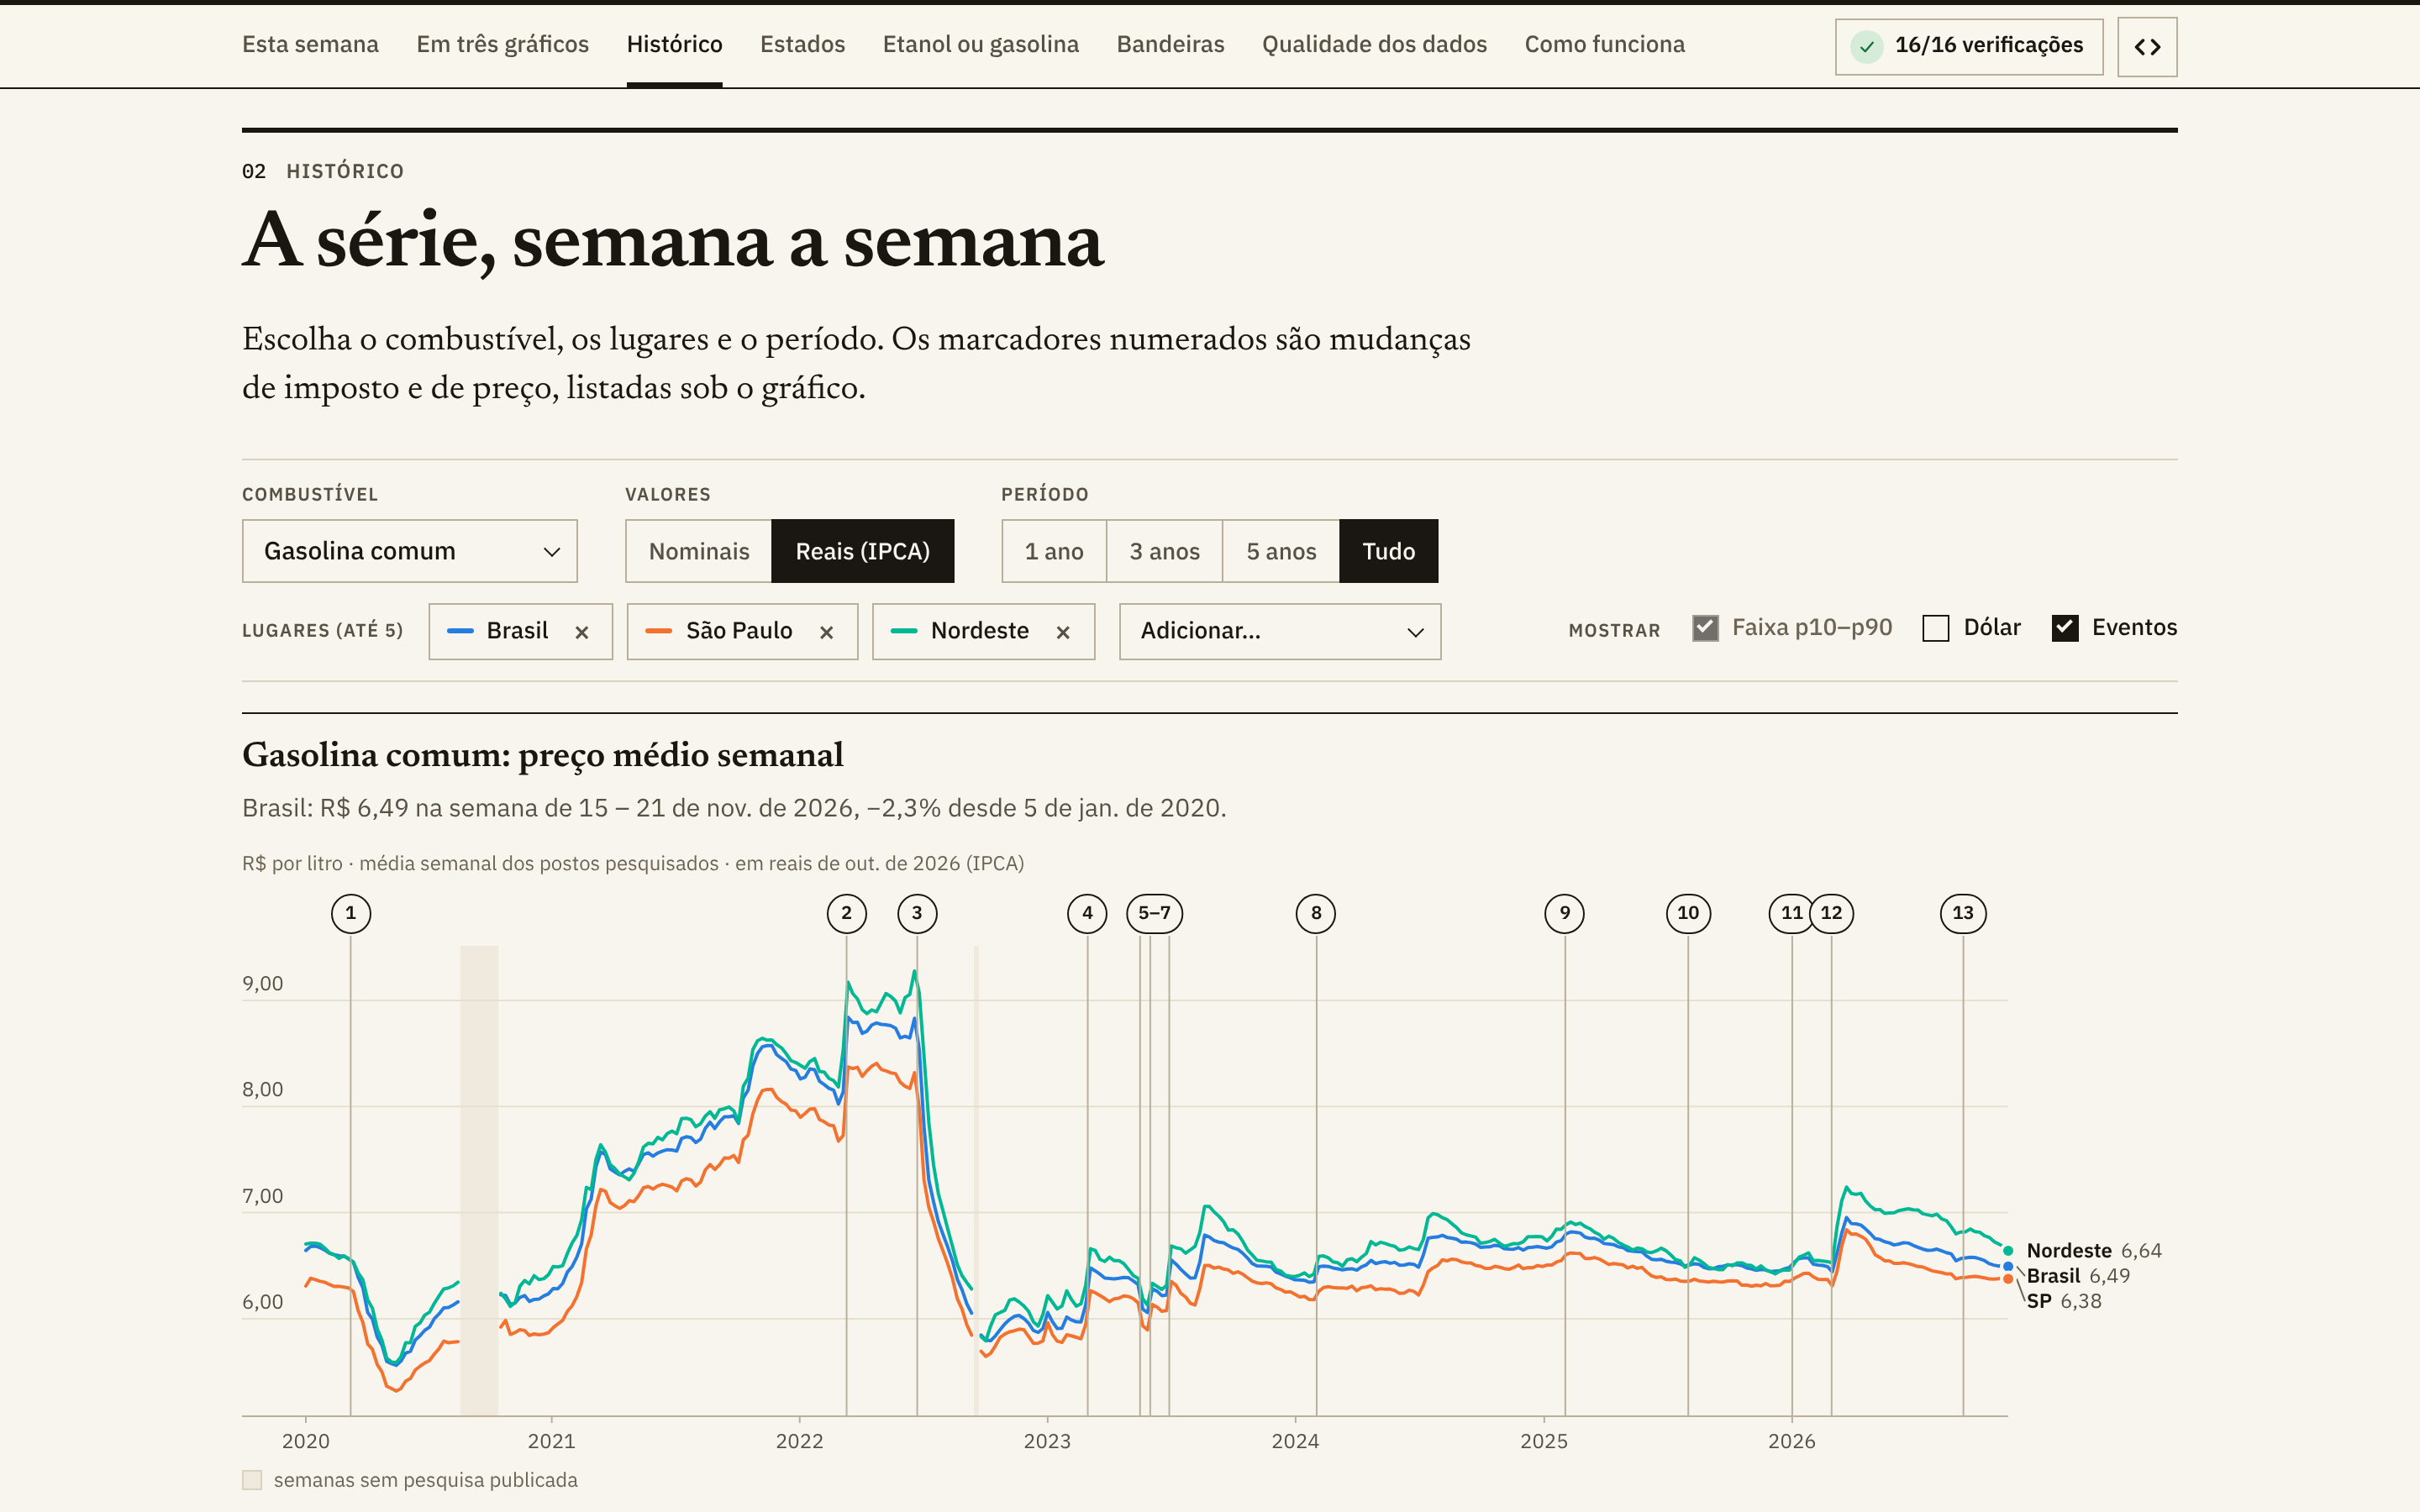 Esta semana Em três gráficos Histórico Estados Etanol ou gasolina Bandeiras Qualidade dos dados Como funciona 16/16 verificações
02 HISTÓRICO
A série, semana a semana
Escolha o combustível, os lugares e o período. Os marcadores numerados são mudanças
de imposto e de preço, listadas sob o gráfico.
COMBUSTÍVEL VALORES PERÍODO
Gasolina comum Nominais Reais (IPCA) 1 ano 3 anos 5 anos Tudo
LUGARES (ATÉ 5) Brasil × São Paulo × Nordeste × Adicionar... MOSTRAR Faixa p10–p90 Dólar Eventos
Gasolina comum: preço médio semanal
Brasil: R$ 6,49 na semana de 15 – 21 de nov. de 2026, −2,3% desde 5 de jan. de 2020.
R$ por litro · média semanal dos postos pesquisados · em reais de out. de 2026 (IPCA)
1 2 3 4 5–7 8 9 10 11 12 13
9,00
8,00
7,00
6,00
Nordeste 6,64
Brasil 6,49
SP 6,38
2020 2021 2022 2023 2024 2025 2026
semanas sem pesquisa publicada